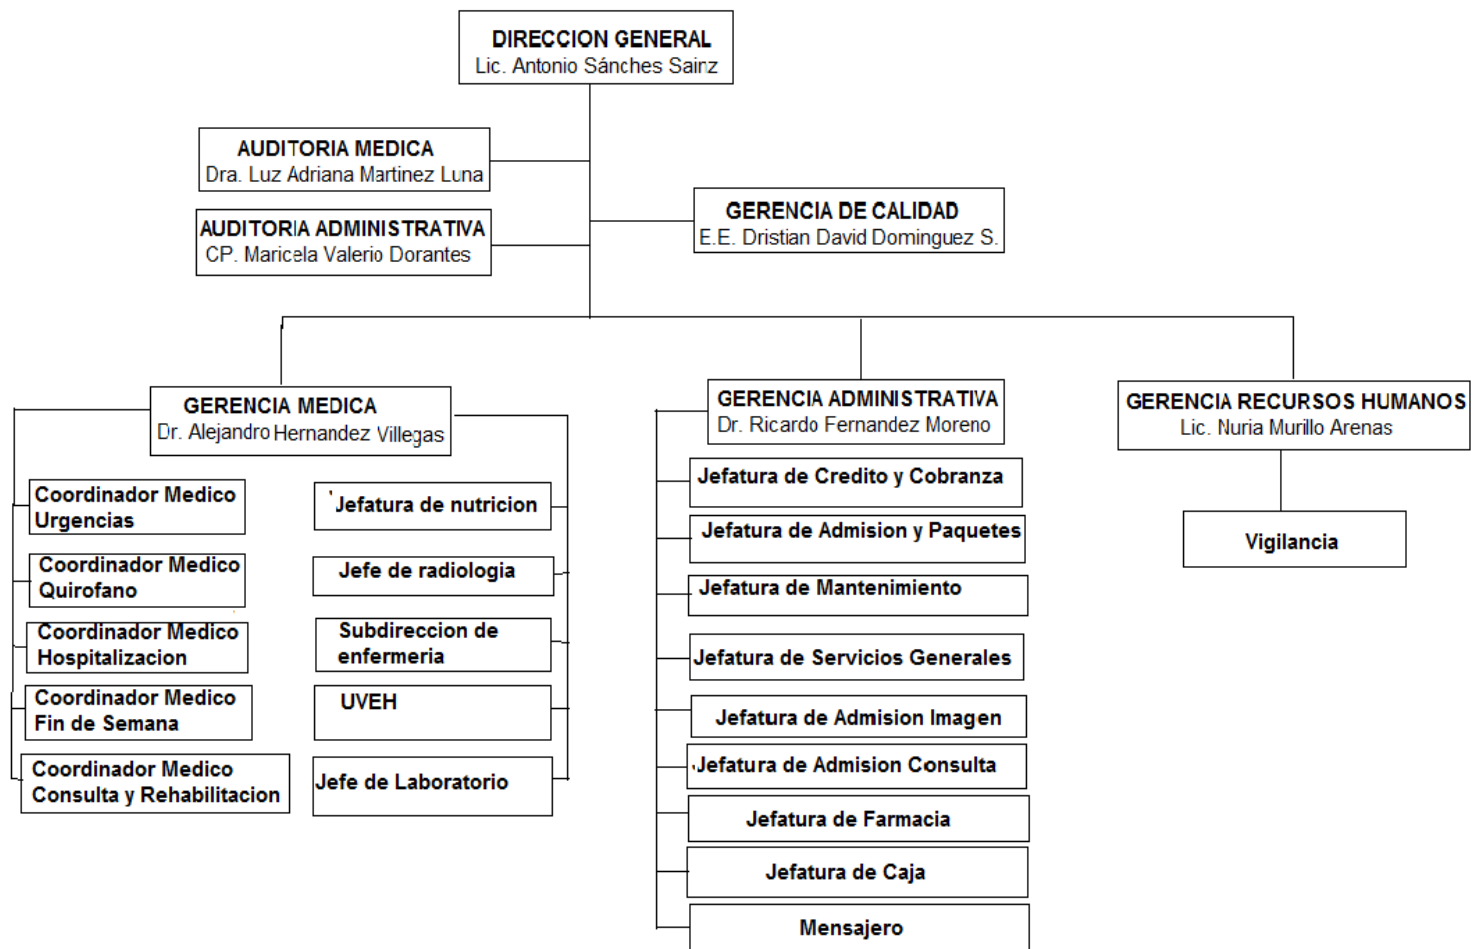 DIRECCION GENERAL
Lic. Antonio Sánches Sainz
AUDITORIA MEDICA
Dra. Luz Adriana Martinez Luna
AUDITORIA ADMINISTRATIVA
CP. Maricela Valerio Dorantes
GERENCIA DE CALIDAD
E.E. Dristian David Dominguez S.
GERENCIA MEDICA
Dr. Alejandro Hernandez Villegas
Coordinador Medico
Urgencias
Coordinador Medico
Quirofano
Coordinador Medico
Hospitalizacion
Coordinador Medico
Fin de Semana
Coordinador Medico
Consulta y Rehabilitacion
Jefatura de nutricion
Jefe de radiologia
Subdireccion de
enfermeria
UVEH
Jefe de Laboratorio
GERENCIA ADMINISTRATIVA
Dr. Ricardo Fernandez Moreno
Jefatura de Credito y Cobranza
Jefatura de Admision y Paquetes
Jefatura de Mantenimiento
Jefatura de Servicios Generales
Jefatura de Admision Imagen
Jefatura de Admision Consulta
Jefatura de Farmacia
Jefatura de Caja
Mensajero
GERENCIA RECURSOS HUMANOS
Lic. Nuria Murillo Arenas
Vigilancia